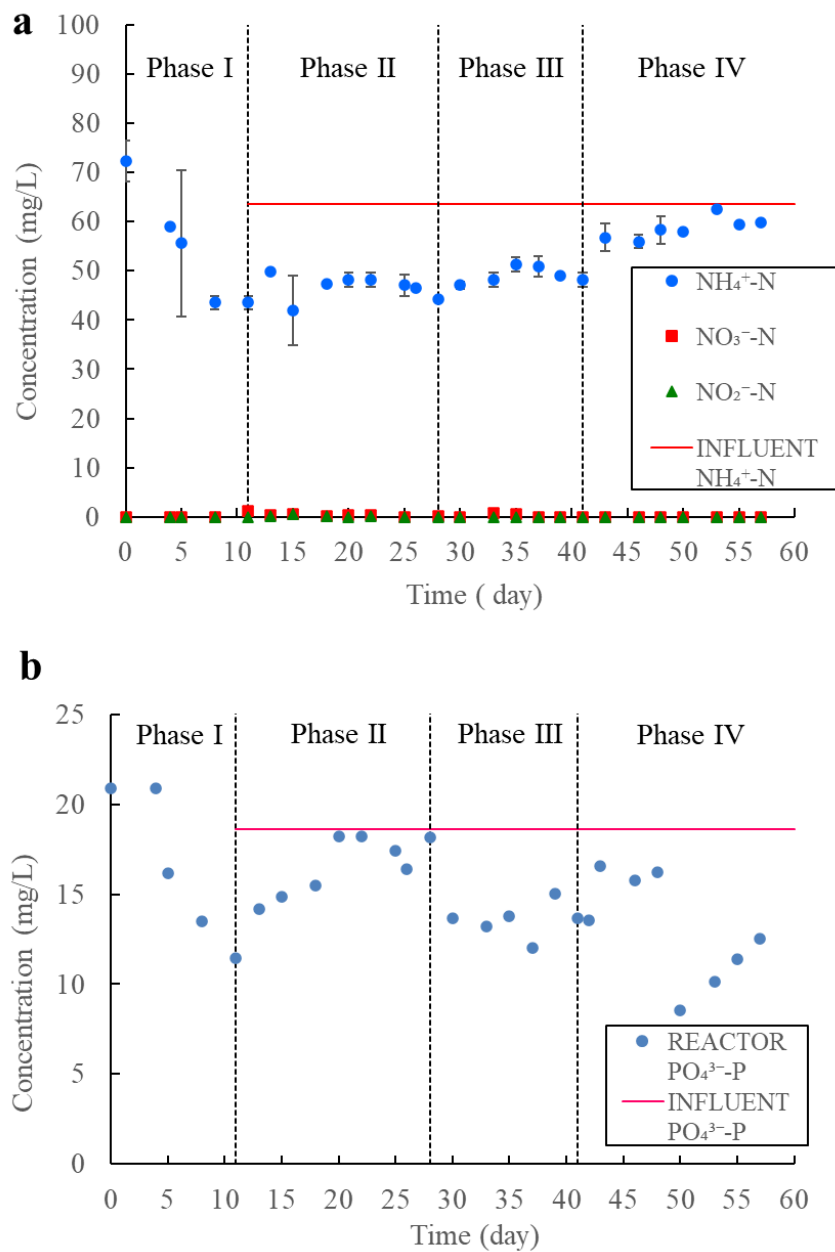 a
100
90
80
70
60
50
40
30
20
10
0
Concentration (mg/L)
Phase I
Phase II
Phase III
Phase IV
NH₄⁺-N
NO₃⁻-N
NO₂⁻-N
INFLUENT
NH₄⁺-N
0 5 10 15 20 25 30 35 40 45 50 55 60
Time ( day)
b
25
20
15
10
5
0
Concentration (mg/L)
Phase I
Phase II
Phase III
Phase IV
REACTOR
PO₄³⁻-P
INFLUENT
PO₄³⁻-P
0 5 10 15 20 25 30 35 40 45 50 55 60
Time (day)